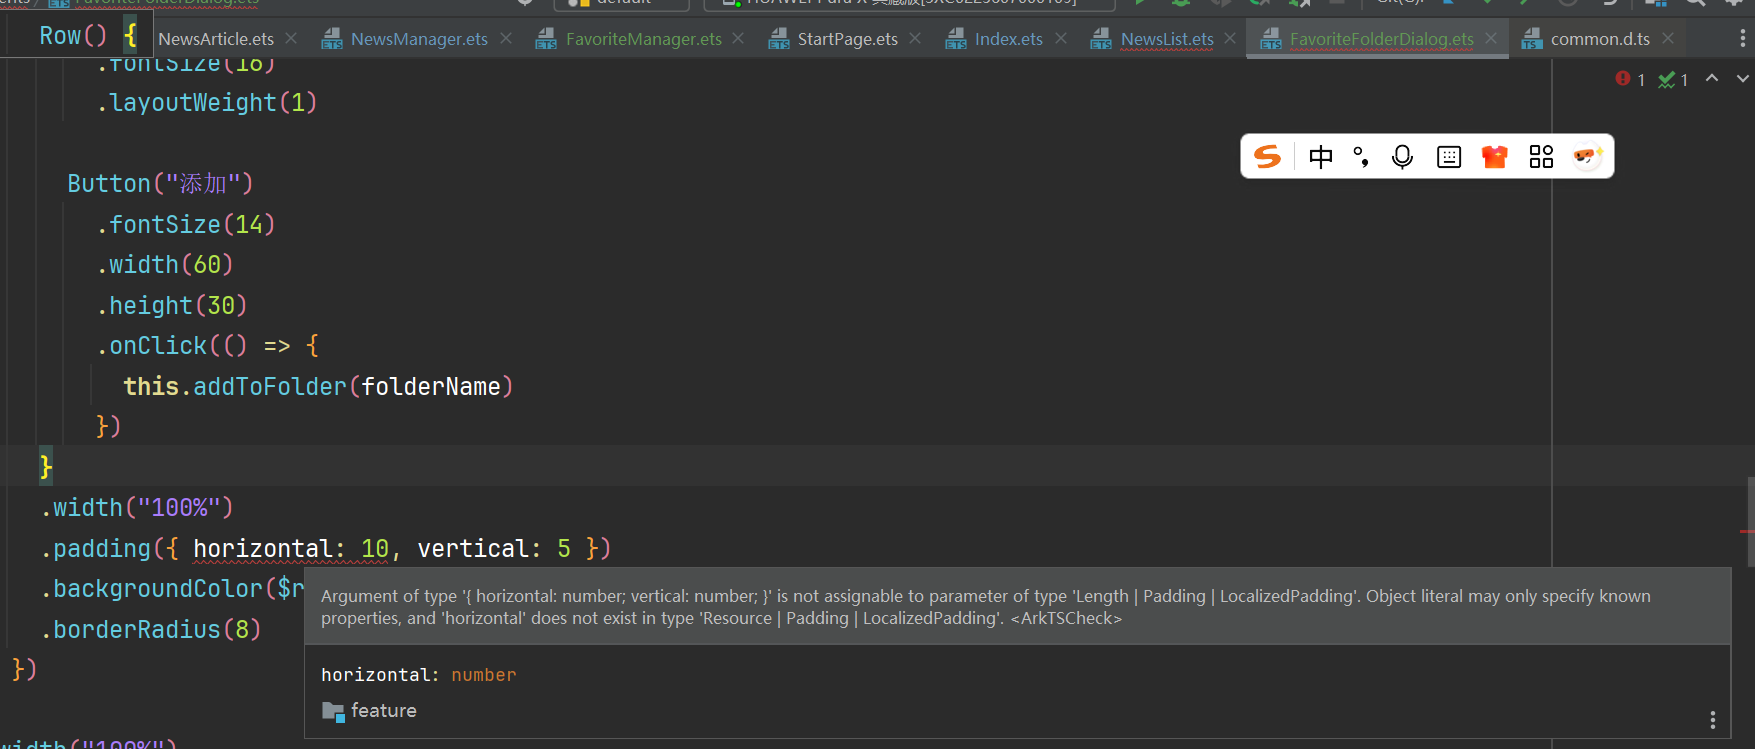 FavoriteFolderDialog.ets default
Row() { NewsArticle.ets NewsManager.ets FavoriteManager.ets StartPage.ets Index.ets NewsList.ets FavoriteFolderDialog.ets common.d.ts
.fontSize(16)
1 1
.layoutWeight(1)
中
Button("添加")
.fontSize(14)
.width(60)
.height(30)
.onClick(() => {
this.addToFolder(folderName)
})
}
.width("100%")
.padding({ horizontal: 10, vertical: 5 })
.backgroundColor($r
Argument of type '{ horizontal: number; vertical: number; }' is not assignable to parameter of type 'Length | Padding | LocalizedPadding'. Object literal may only specify known
properties, and 'horizontal' does not exist in type 'Resource | Padding | LocalizedPadding'. <ArkTSCheck>
.borderRadius(8)
})
horizontal: number
feature
width("100%")